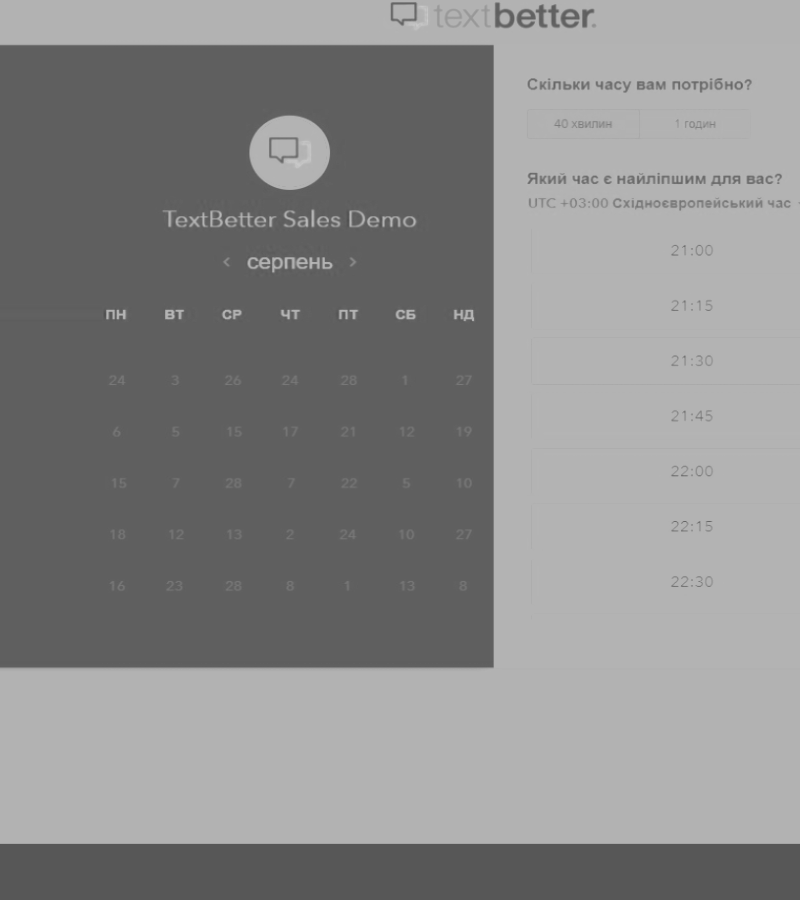 textbetter.
TextBetter Sales Demo
‹ серпень ›
ПН ВТ СР ЧТ ПТ СБ НД
24 3 26 24 28 1 27
6 5 15 17 21 12 19
15 7 28 7 22 5 10
18 12 13 2 24 10 27
16 23 28 8 1 13 8
Скільки часу вам потрібно?
40 хвилин 1 годин
Який час є найліпшим для вас?
UTC +03:00 Східноєвропейський час
21:00
21:15
21:30
21:45
22:00
22:15
22:30